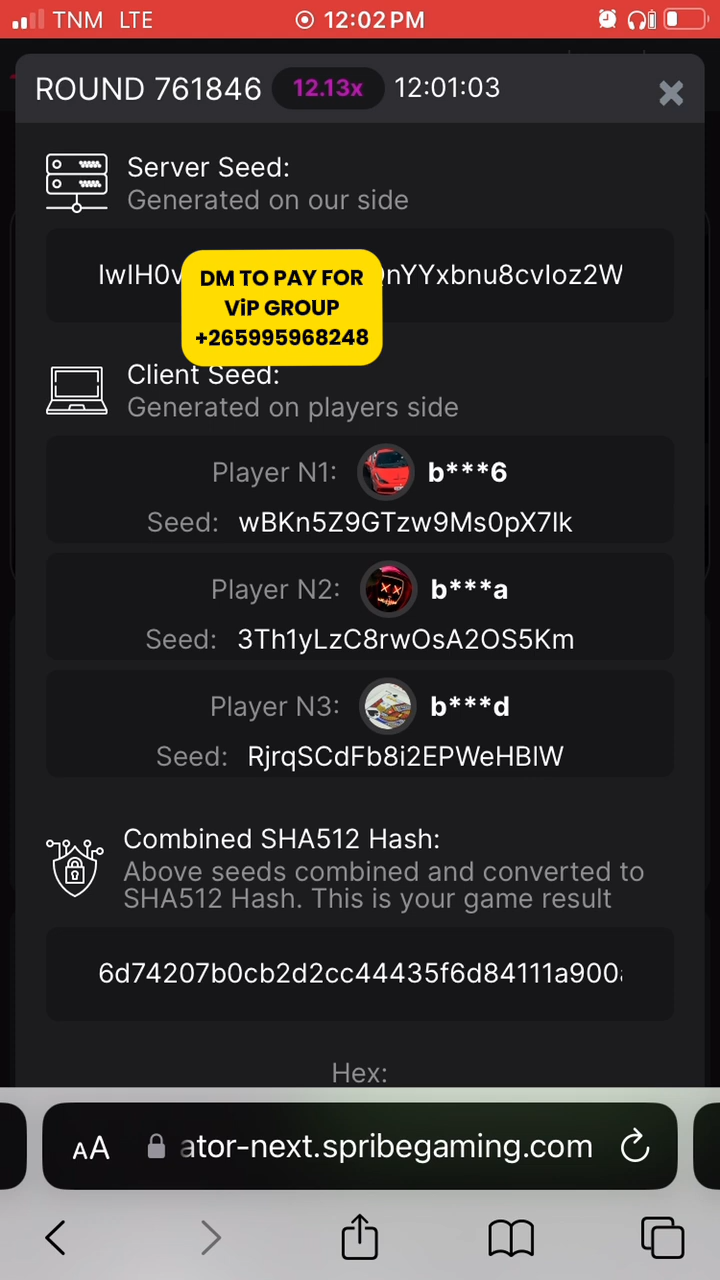 TNM LTE 12:02 PM
ROUND 761846 12.13x 12:01:03
Server Seed:
Generated on our side
DM TO PAY FOR
ViP GROUP
+265995968248
Client Seed:
Generated on players side
Player N1: b***6
Seed: wBKn5Z9GTzw9Ms0pX7lk
Player N2: b***a
Seed: 3Th1yLzC8rwOsA2OS5Km
Player N3: b***d
Seed: RjrqSCdFb8i2EPWeHBlW
Combined SHA512 Hash:
Above seeds combined and converted to
SHA512 Hash. This is your game result
6d74207b0cb2d2cc44435f6d84111a900
Hex:
AA ator-next.spribegaming.com